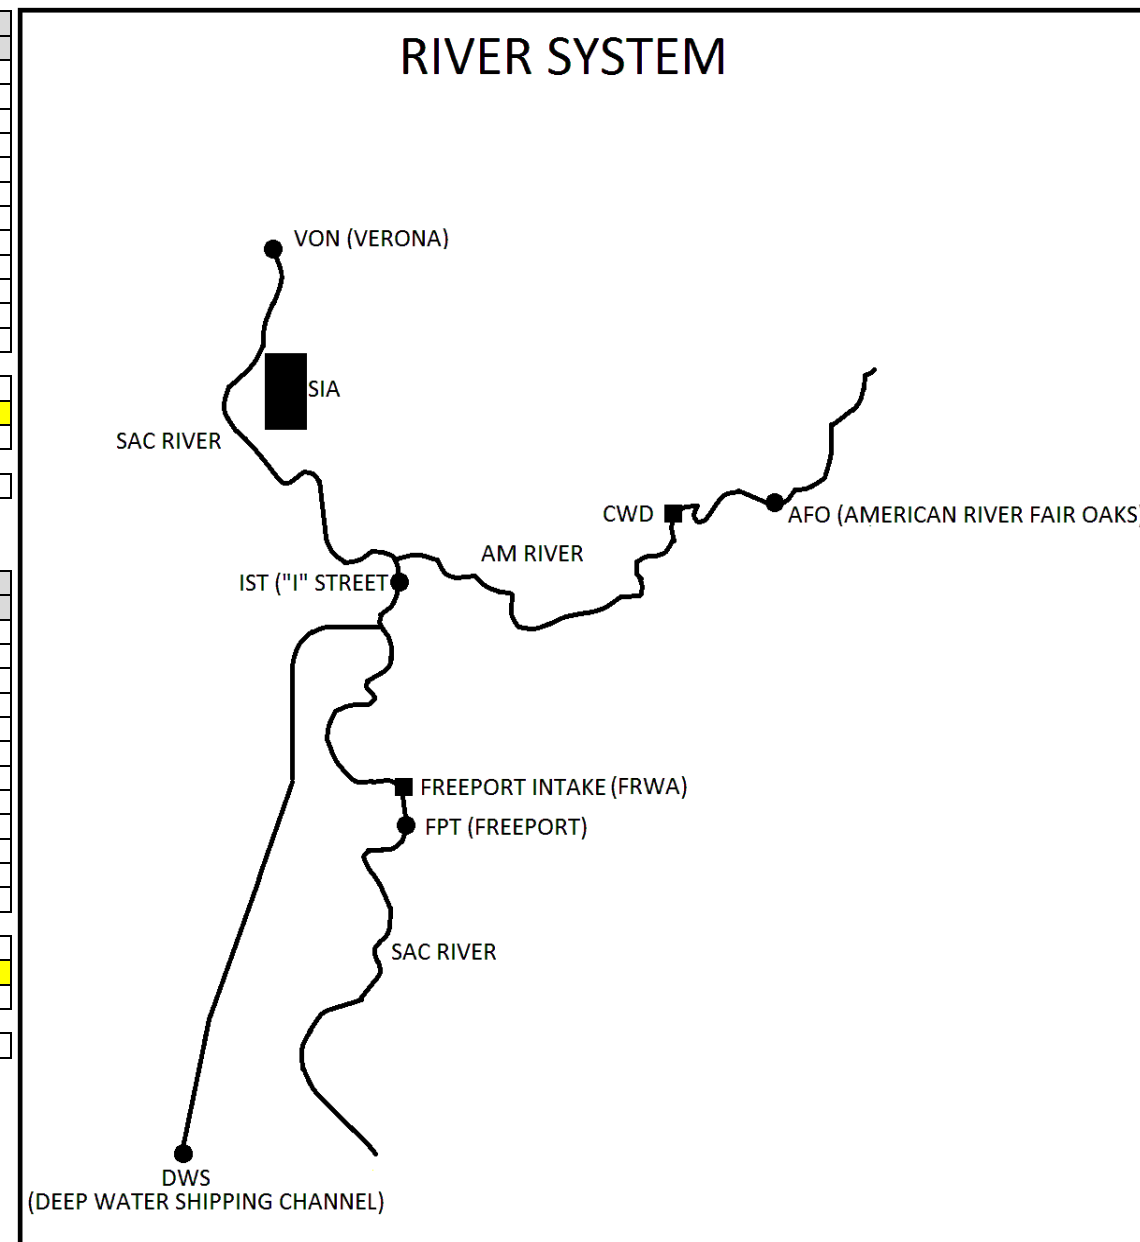 RIVER SYSTEM
VON (VERONA)
SIA
SAC RIVER
CWD
AFO (AMERICAN RIVER FAIR OAKS)
AM RIVER
IST ("I" STREET
FREEPORT INTAKE (FRWA)
FPT (FREEPORT)
SAC RIVER
DWS
(DEEP WATER SHIPPING CHANNEL)